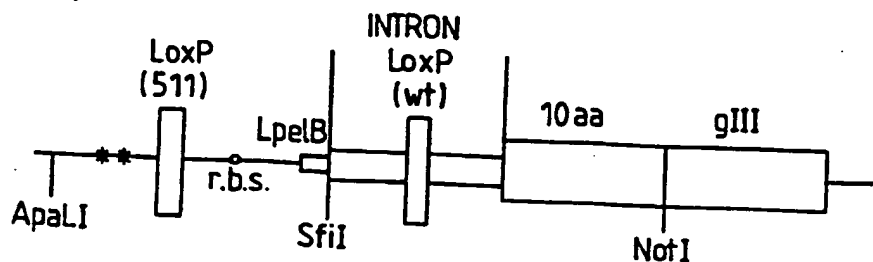 INTRON
LoxP
(511)
LoxP
(wt)
LpelB
10aa
gIII
**
r.b.s.
ApaLI
SfiI
NotI